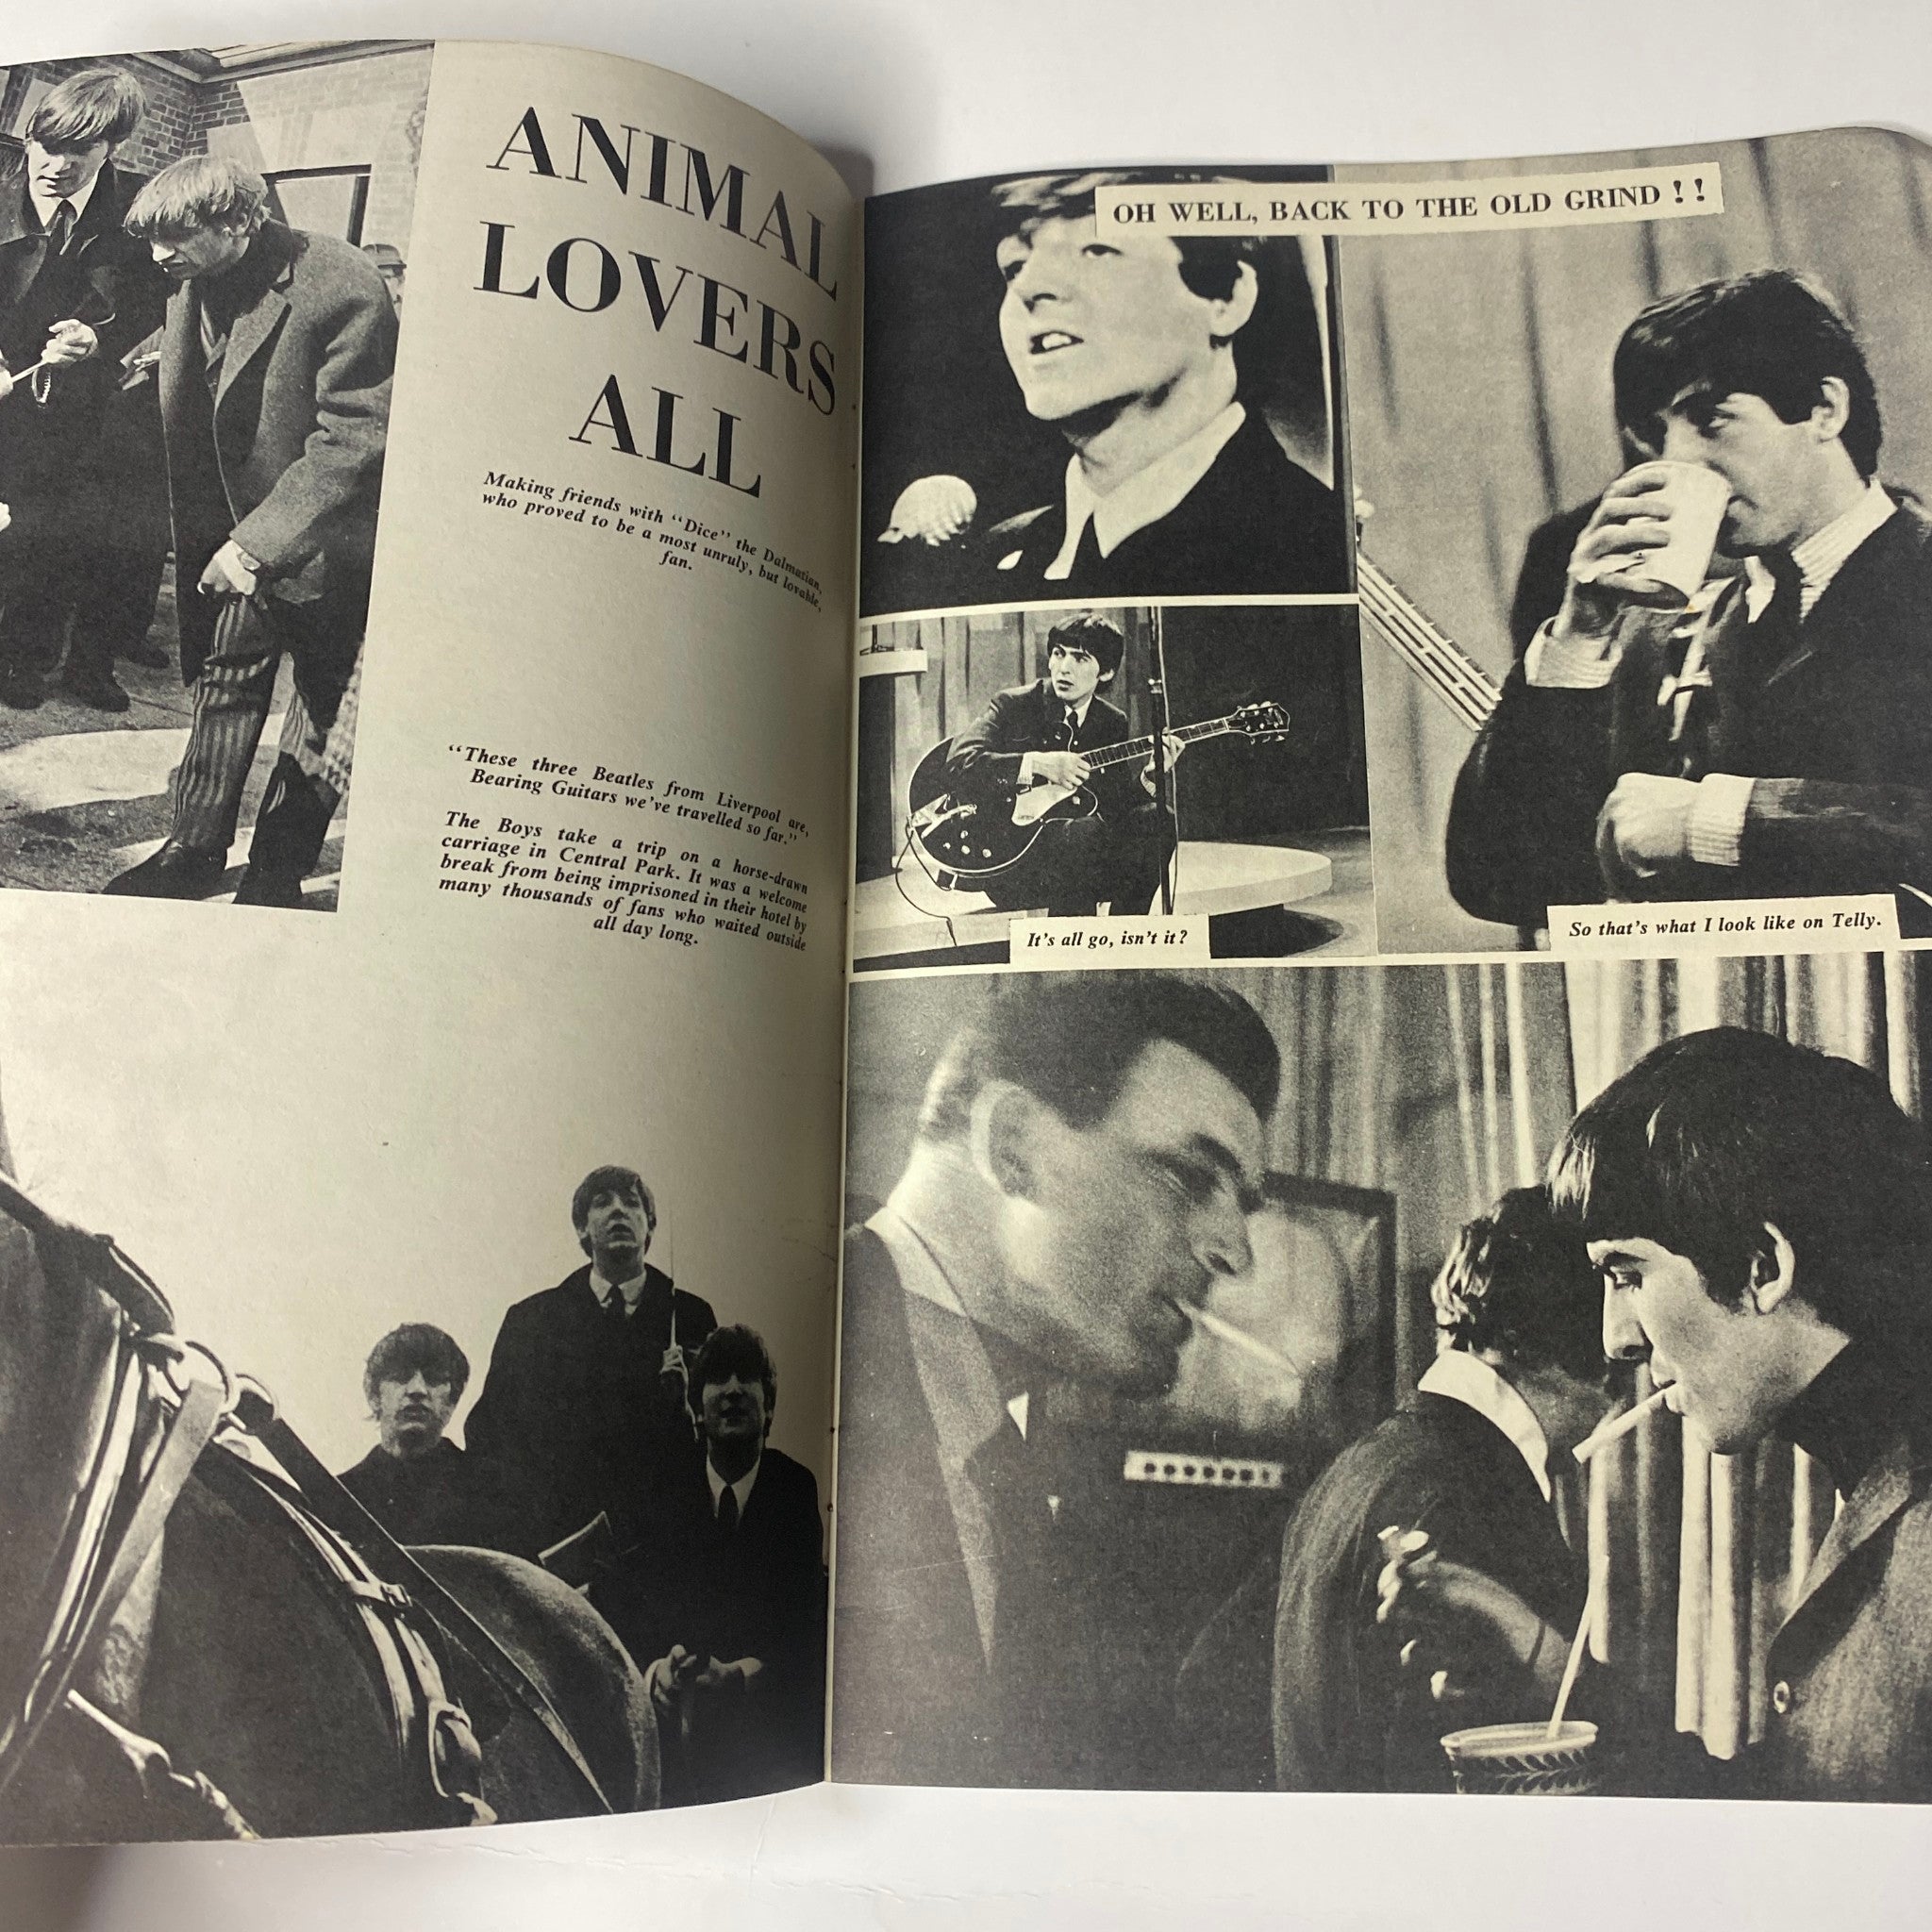 ANIMAL
LOVERS
ALL
Making friends with “Dice” the Dalmatian,
who proved to be a most unruly, but lovable,
fan.
“These three Beatles from Liverpool are,
Bearing Guitars we’ve travelled so far.”
The Boys take a trip on a horse-drawn
carriage in Central Park. It was a welcome
break from being imprisoned in their hotel by
many thousands of fans who waited outside
all day long.
OH WELL, BACK TO THE OLD GRIND !!
It’s all go, isn’t it?
So that’s what I look like on Telly.